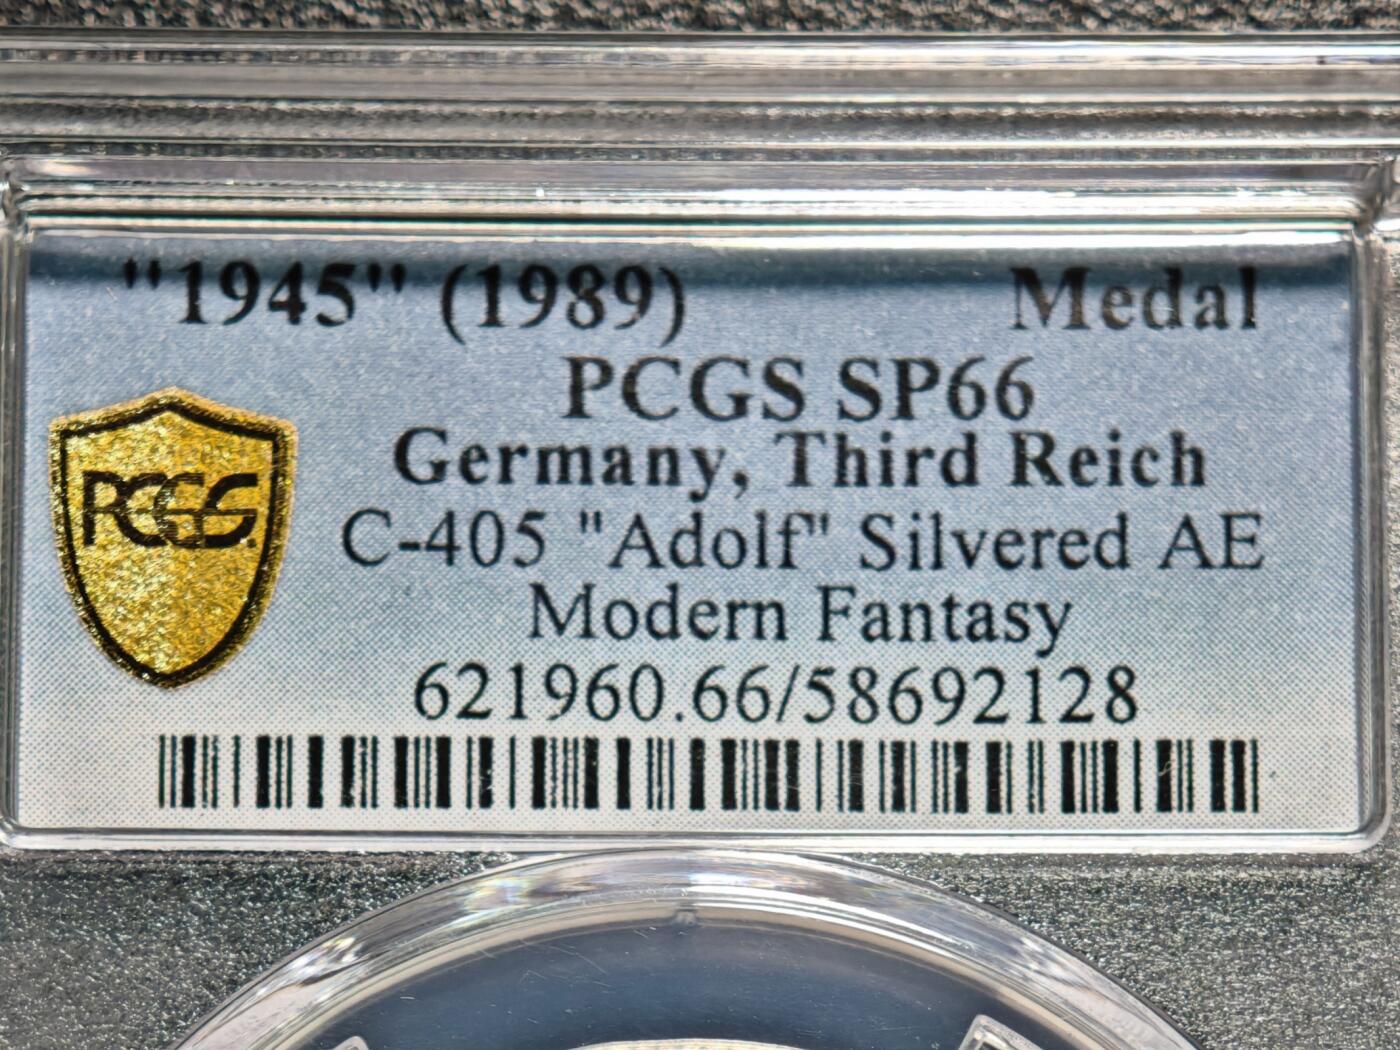 "1945" (1989) Medal
PCGS SP66
Germany, Third Reich
C-405 "Adolf" Silvered AE
Modern Fantasy
621960.66/58692128
PCGS